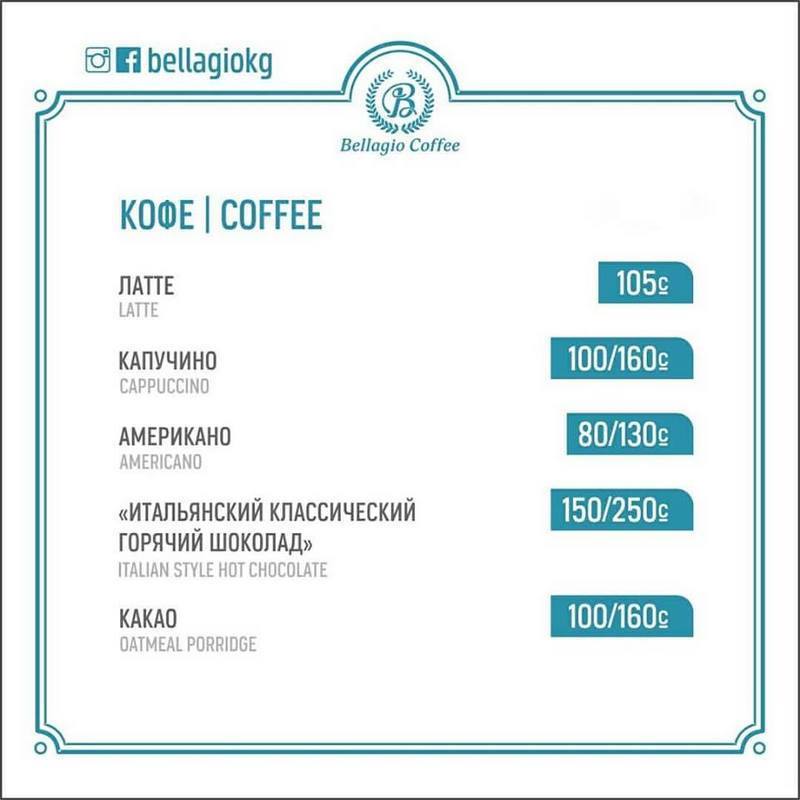 bellagiokg
B
Bellagio Coffee
КОФЕ | COFFEE
ЛАТТЕ 105с
LATTE
КАПУЧИНО 100/160с
CAPPUCCINO
АМЕРИКАНО 80/130с
AMERICANO
«ИТАЛЬЯНСКИЙ КЛАССИЧЕСКИЙ 150/250с
ГОРЯЧИЙ ШОКОЛАД»
ITALIAN STYLE HOT CHOCOLATE
КАКАО 100/160с
OATMEAL PORRIDGE